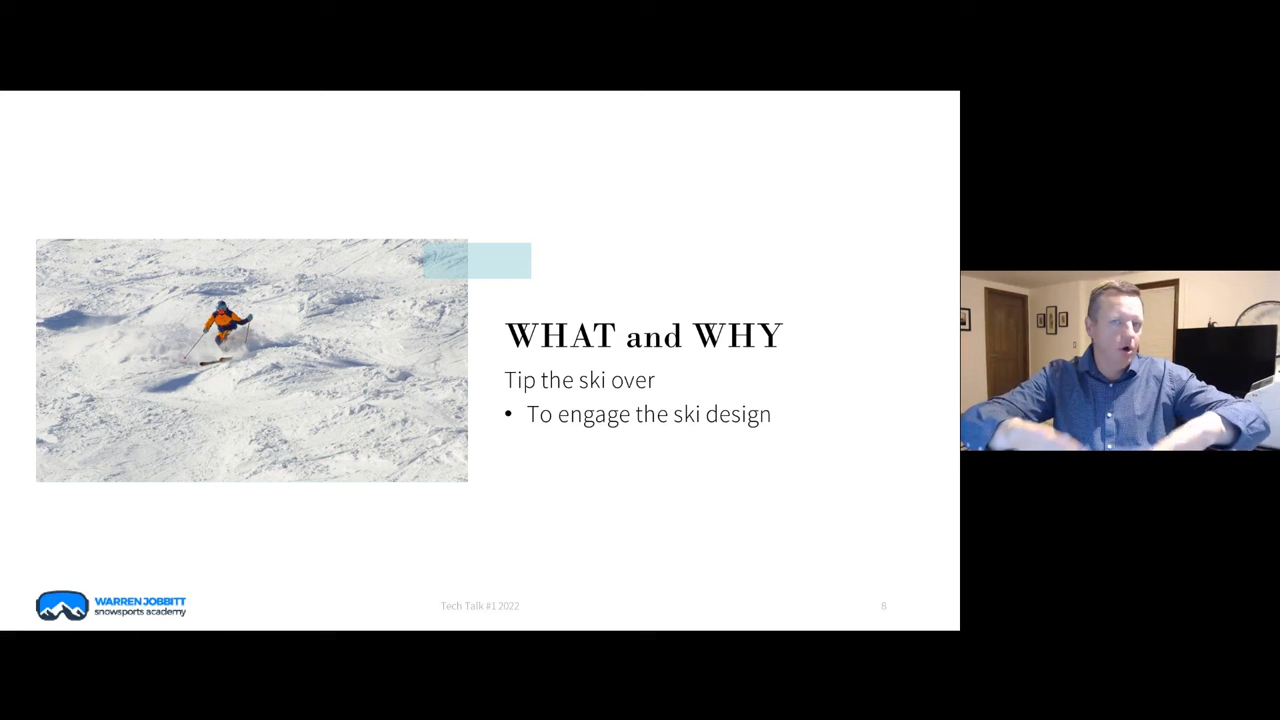 WHAT and WHY
Tip the ski over
• To engage the ski design
WARREN JOBBITT
snowsports academy
Tech Talk #1 2022
8